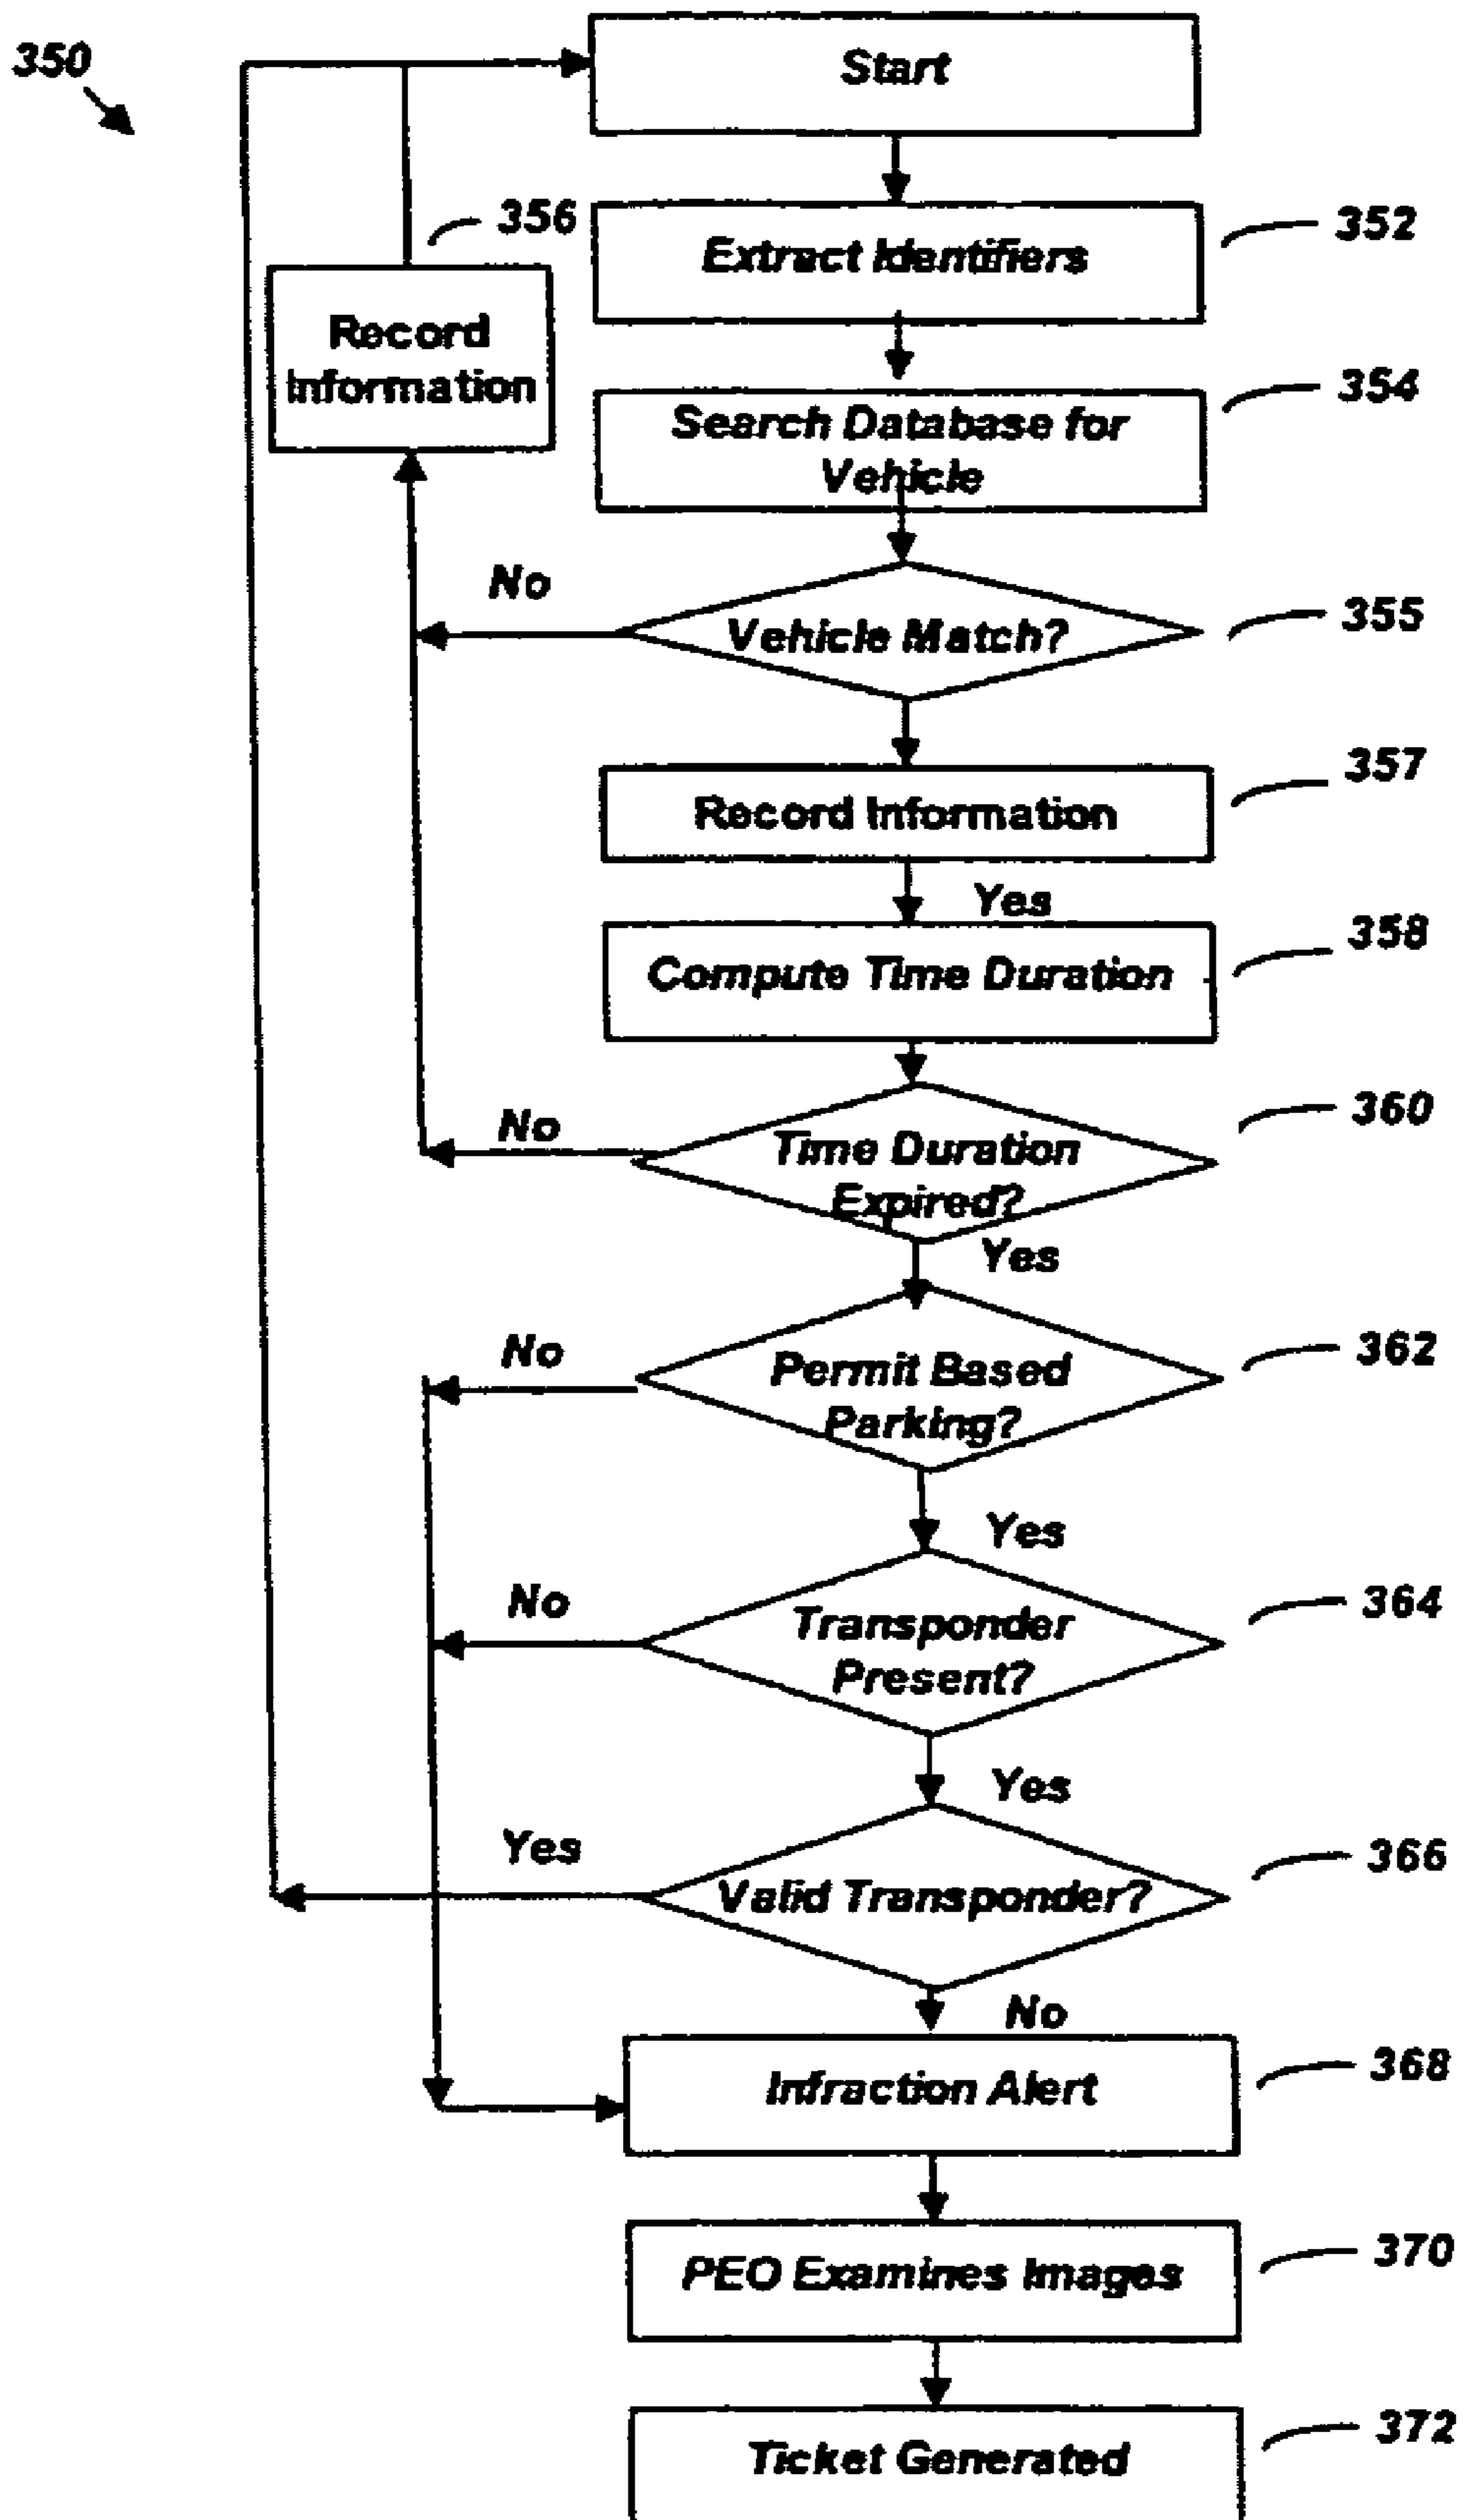 350
Start
356
352
Extract Identifiers
Record
Information
354
Search Database for
Vehicle
No
355
Vehicle Match?
357
Record Information
Yes
358
Compute Time Duration
360
No
Time Duration
Expired?
Yes
362
No
Permit Based
Parking?
Yes
364
No
Transponder
Present?
Yes
366
Yes
Valid Transponder?
No
368
Infraction Alert
370
PEO Examines Images
372
Ticket Generated